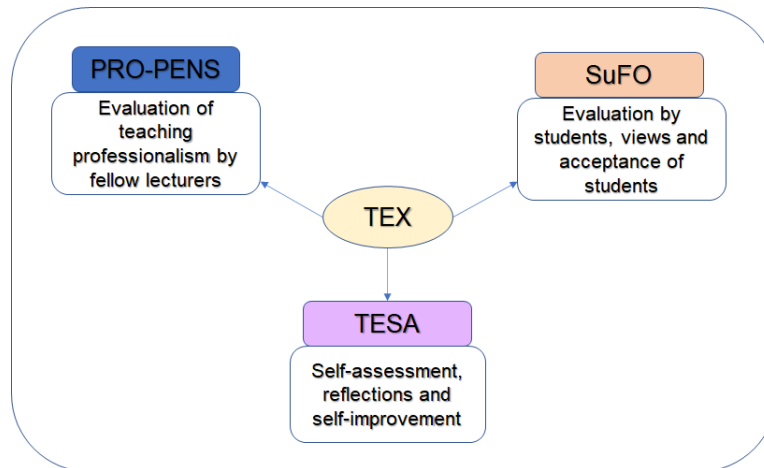 PRO-PENS
Evaluation of
teaching
professionalism by
fellow lecturers
SuFO
Evaluation by
students, views and
acceptance of
students
TEX
TESA
Self-assessment,
reflections and
self-improvement